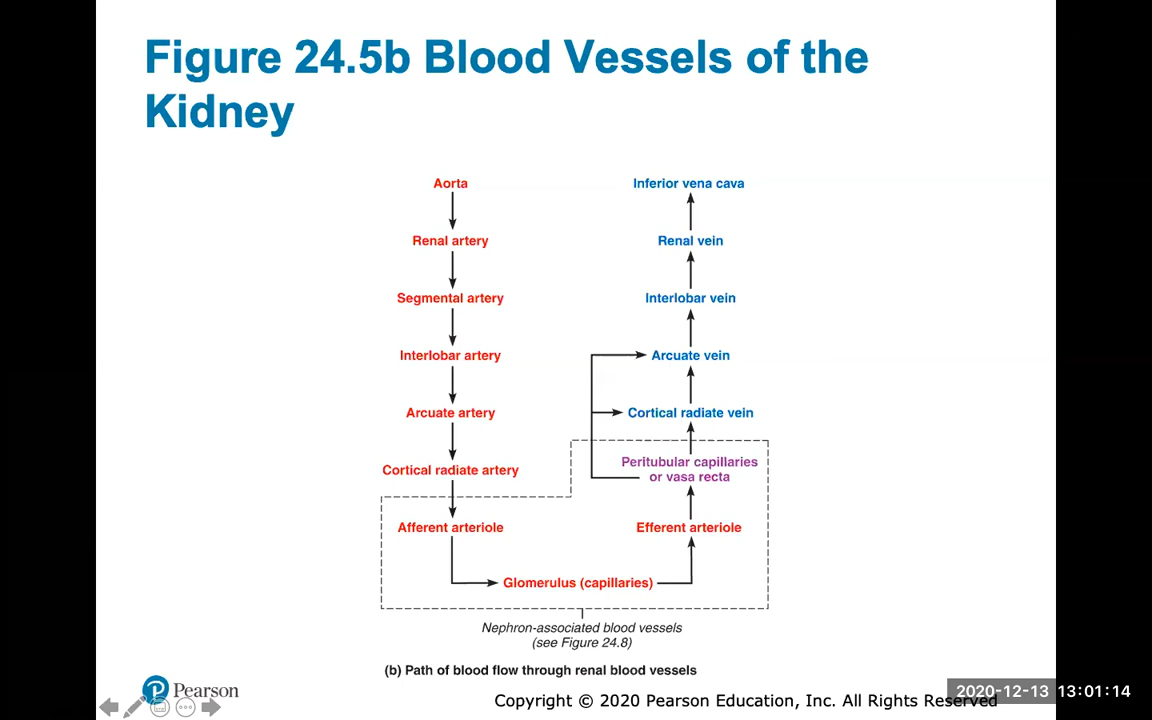 Figure 24.5b Blood Vessels of the
Kidney
Aorta
Renal artery
Segmental artery
Interlobar artery
Arcuate artery
Cortical radiate artery
Afferent arteriole
Glomerulus (capillaries)
Efferent arteriole
Peritubular capillaries
or vasa recta
Cortical radiate vein
Arcuate vein
Interlobar vein
Renal vein
Inferior vena cava
Nephron-associated blood vessels
(see Figure 24.8)
(b) Path of blood flow through renal blood vessels
Pearson
Copyright © 2020 Pearson Education, Inc. All Rights Reserved
2020-12-13 13:01:14